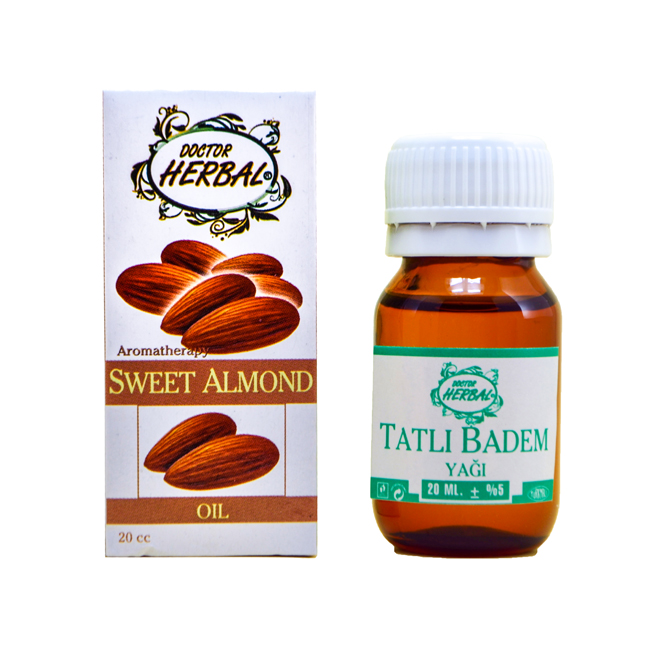 DOCTOR
HERBAL®
Aromatherapy
SWEET ALMOND
OIL
20 cc
DOCTOR
HERBAL
TATLI BADEM
YAĞI
20 ML. ± %5